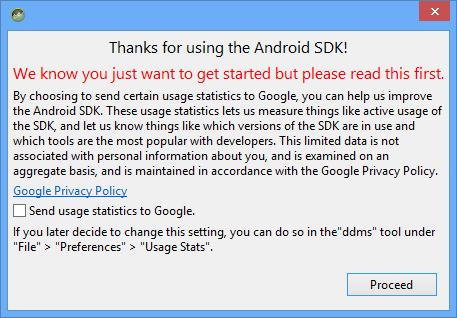 Thanks for using the Android SDK!
We know you just want to get started but please read this first.
By choosing to send certain usage statistics to Google, you can help us improve
the Android SDK. These usage statistics lets us measure things like active usage of
the SDK, and let us know things like which versions of the SDK are in use and
which tools are the most popular with developers. This limited data is not
associated with personal information about you, and is examined on an
aggregate basis, and is maintained in accordance with the Google Privacy Policy.
Google Privacy Policy
Send usage statistics to Google.
If you later decide to change this setting, you can do so in the"ddms" tool under
"File" > "Preferences" > "Usage Stats".
Proceed